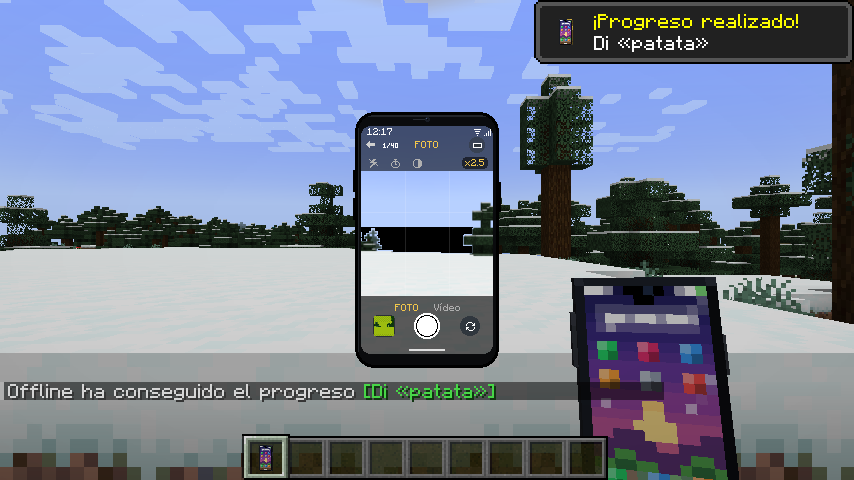 ¡Progreso realizado!
Di «patata»
12:17
1/40 FOTO
×2.5
FOTO Vídeo
Offline ha conseguido el progreso [Di «patata»]